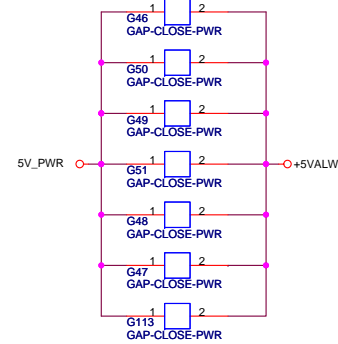 1 2
G46
GAP-CLOSE-PWR
1 2
G50
GAP-CLOSE-PWR
1 2
G49
GAP-CLOSE-PWR
5V_PWR 1 2 +5VALW
G51
GAP-CLOSE-PWR
1 2
G48
GAP-CLOSE-PWR
1 2
G47
GAP-CLOSE-PWR
1 2
G113
GAP-CLOSE-PWR